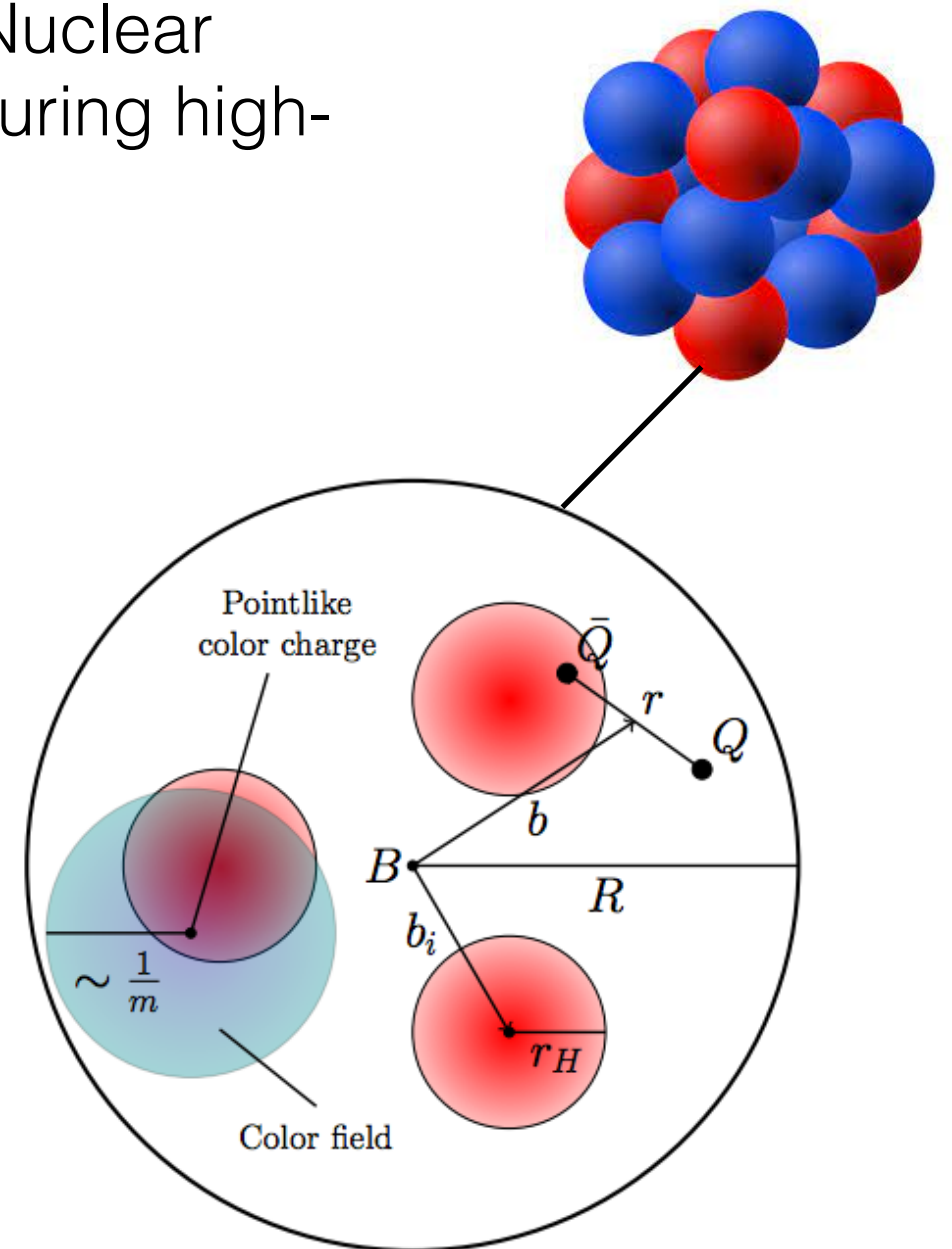 Nuclear
uring high-
Pointlike
color charge
Q̄
r
Q
b
B
R
b_i
∼ 1/m
r_H
Color field